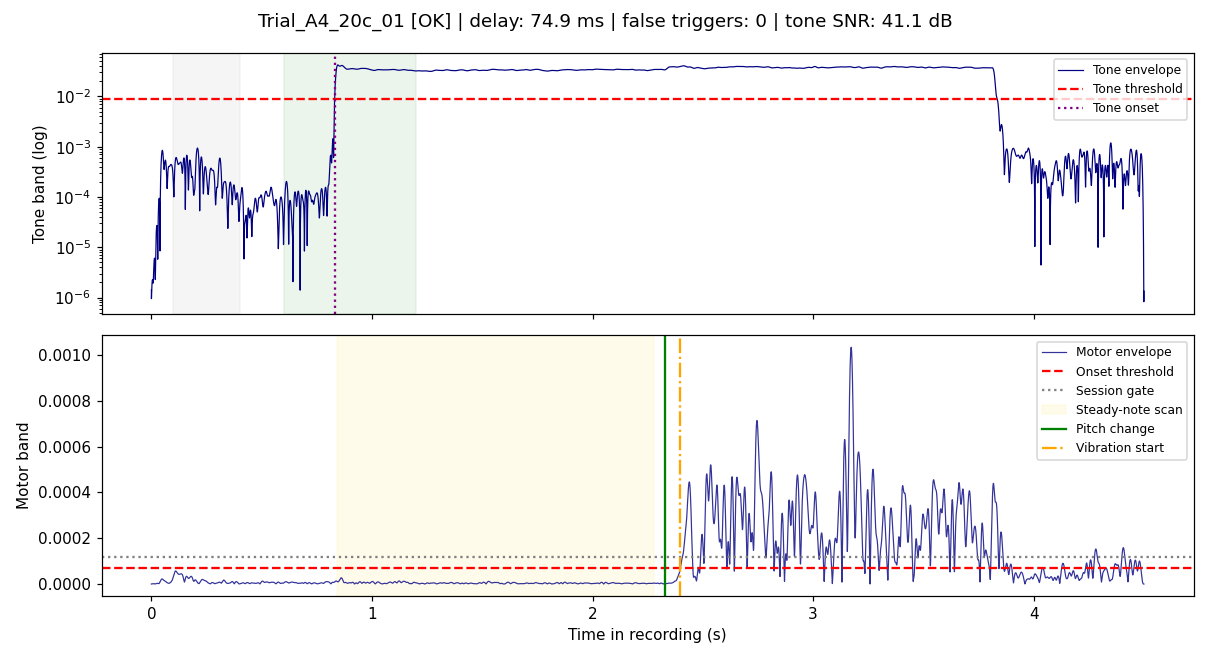 Trial_A4_20c_01 [OK] | delay: 74.9 ms | false triggers: 0 | tone SNR: 41.1 dB
Tone band (log)
10⁻²
10⁻³
10⁻⁴
10⁻⁵
10⁻⁶
Tone envelope
Tone threshold
Tone onset
Motor band
0.0010
0.0008
0.0006
0.0004
0.0002
0.0000
Motor envelope
Onset threshold
Session gate
Steady-note scan
Pitch change
Vibration start
0 1 2 3 4
Time in recording (s)